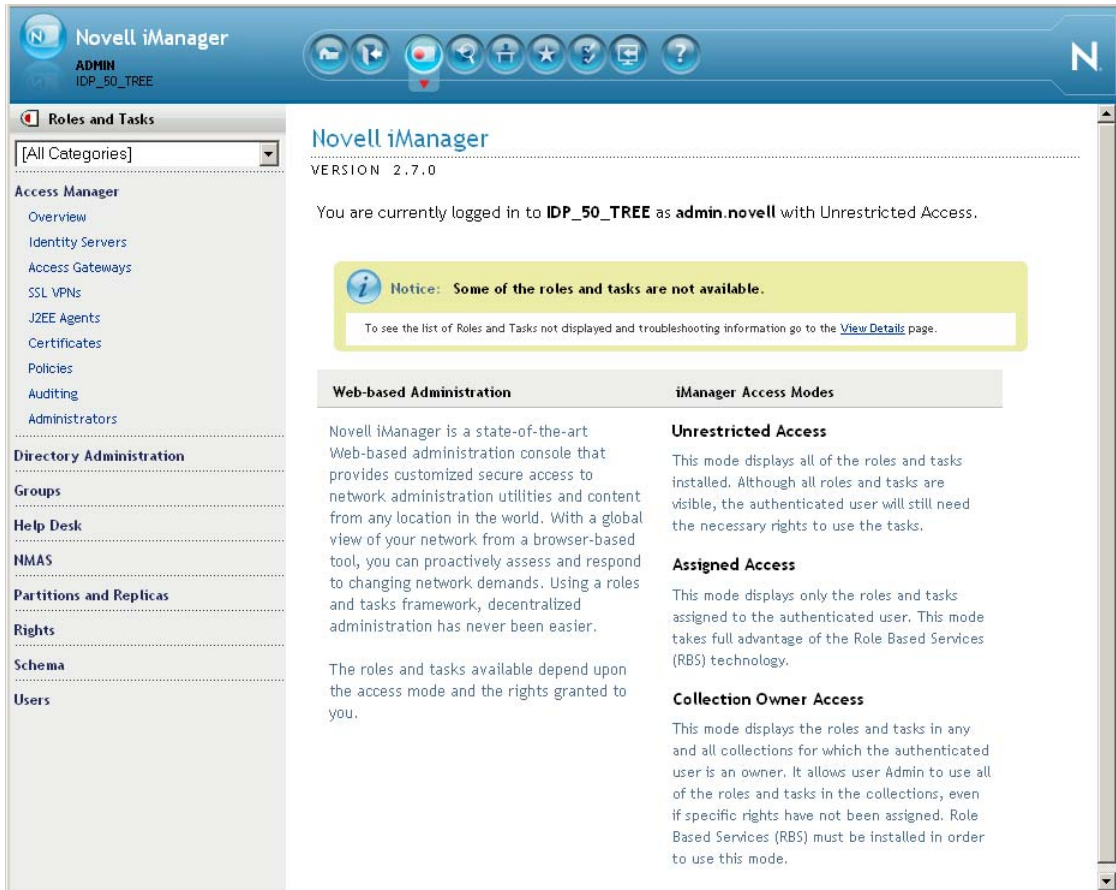 Novell iManager
ADMIN
IDP_50_TREE
N
N
Roles and Tasks
[All Categories]
Access Manager
Overview
Identity Servers
Access Gateways
SSL VPNs
J2EE Agents
Certificates
Policies
Auditing
Administrators
Directory Administration
Groups
Help Desk
NMAS
Partitions and Replicas
Rights
Schema
Users
Novell iManager
VERSION 2.7.0
You are currently logged in to IDP_50_TREE as admin.novell with Unrestricted Access.
Notice: Some of the roles and tasks are not available.
To see the list of Roles and Tasks not displayed and troubleshooting information go to the View Details page.
Web-based Administration
Novell iManager is a state-of-the-art
Web-based administration console that
provides customized secure access to
network administration utilities and content
from any location in the world. With a global
view of your network from a browser-based
tool, you can proactively assess and respond
to changing network demands. Using a roles
and tasks framework, decentralized
administration has never been easier.
The roles and tasks available depend upon
the access mode and the rights granted to
you.
iManager Access Modes
Unrestricted Access
This mode displays all of the roles and tasks
installed. Although all roles and tasks are
visible, the authenticated user will still need
the necessary rights to use the tasks.
Assigned Access
This mode displays only the roles and tasks
assigned to the authenticated user. This mode
takes full advantage of the Role Based Services
(RBS) technology.
Collection Owner Access
This mode displays the roles and tasks in any
and all collections for which the authenticated
user is an owner. It allows user Admin to use all
of the roles and tasks in the collections, even
if specific rights have not been assigned. Role
Based Services (RBS) must be installed in order
to use this mode.